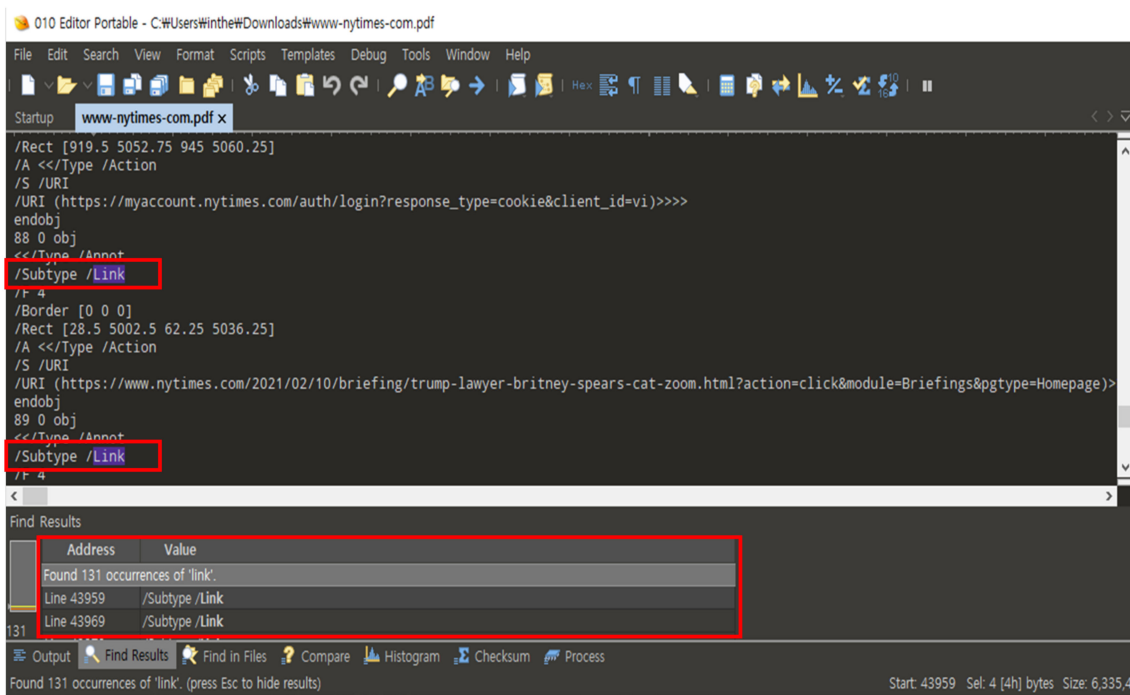 010 Editor Portable - C:₩Users₩inthe₩Downloads₩www-nytimes-com.pdf
File Edit Search View Format Scripts Templates Debug Tools Window Help
Startup www-nytimes-com.pdf x
/Rect [919.5 5052.75 945 5060.25]
/A <</Type /Action
/S /URI
/URI (https://myaccount.nytimes.com/auth/login?response_type=cookie&client_id=vi)>>>>
endobj
88 0 obj
<</Type /Annot
/Subtype /Link
/F 4
/Border [0 0 0]
/Rect [28.5 5002.5 62.25 5036.25]
/A <</Type /Action
/S /URI
/URI (https://www.nytimes.com/2021/02/10/briefing/trump-lawyer-britney-spears-cat-zoom.html?action=click&module=Briefings&pgtype=Homepage)>
endobj
89 0 obj
<</Type /Annot
/Subtype /Link
/F 4
Find Results
Address Value
Found 131 occurrences of 'link'.
Line 43959 /Subtype /Link
Line 43969 /Subtype /Link
131
Output Find Results Find in Files Compare Histogram Checksum Process
Found 131 occurrences of 'link'. (press Esc to hide results) Start: 43959 Sel: 4 [4h] bytes Size: 6,335,4